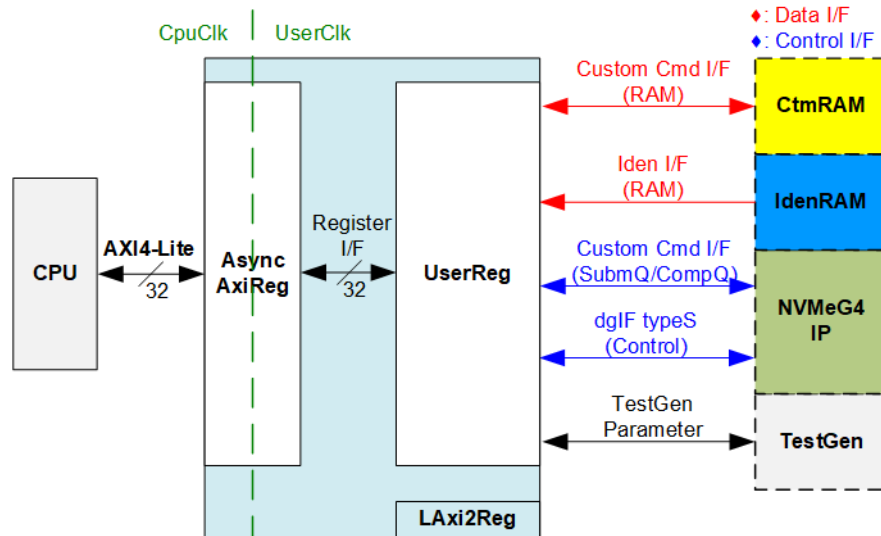 CpuClk
UserClk
♦: Data I/F
♦: Control I/F
Custom Cmd I/F
(RAM)
CtmRAM
Iden I/F
(RAM)
IdenRAM
CPU
AXI4-Lite
32
Async
AxiReg
Register
I/F
32
UserReg
Custom Cmd I/F
(SubmQ/CompQ)
dgIF typeS
(Control)
NVMeG4
IP
TestGen
Parameter
TestGen
LAxi2Reg